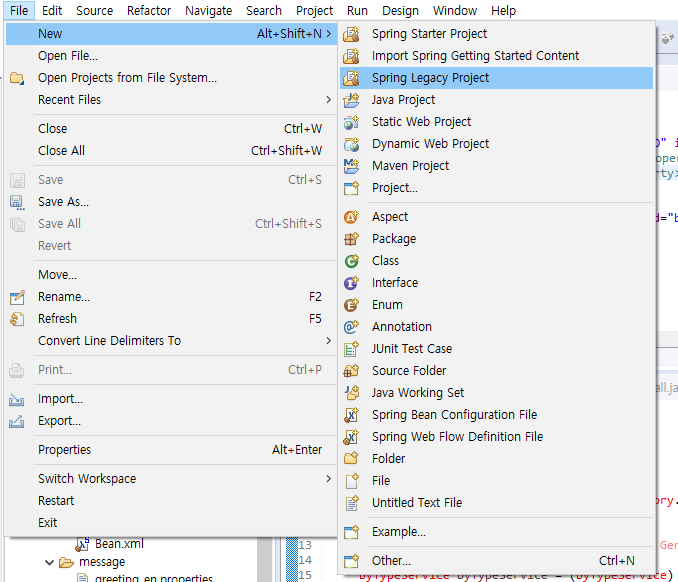 File Edit Source Refactor Navigate Search Project Run Design Window Help
New Alt+Shift+N
Open File...
Open Projects from File System...
Recent Files
Close Ctrl+W
Close All Ctrl+Shift+W
Save Ctrl+S
Save As...
Save All Ctrl+Shift+S
Revert
Move...
Rename... F2
Refresh F5
Convert Line Delimiters To
Print... Ctrl+P
Import...
Export...
Properties Alt+Enter
Switch Workspace
Restart
Exit
Spring Starter Project
Import Spring Getting Started Content
Spring Legacy Project
Java Project
Static Web Project
Dynamic Web Project
Maven Project
Project...
Aspect
Package
Class
Interface
Enum
Annotation
JUnit Test Case
Source Folder
Java Working Set
Spring Bean Configuration File
Spring Web Flow Definition File
Folder
File
Untitled Text File
Example...
Other... Ctrl+N
Bean.xml
message
greeting_en.properties
13
14
15